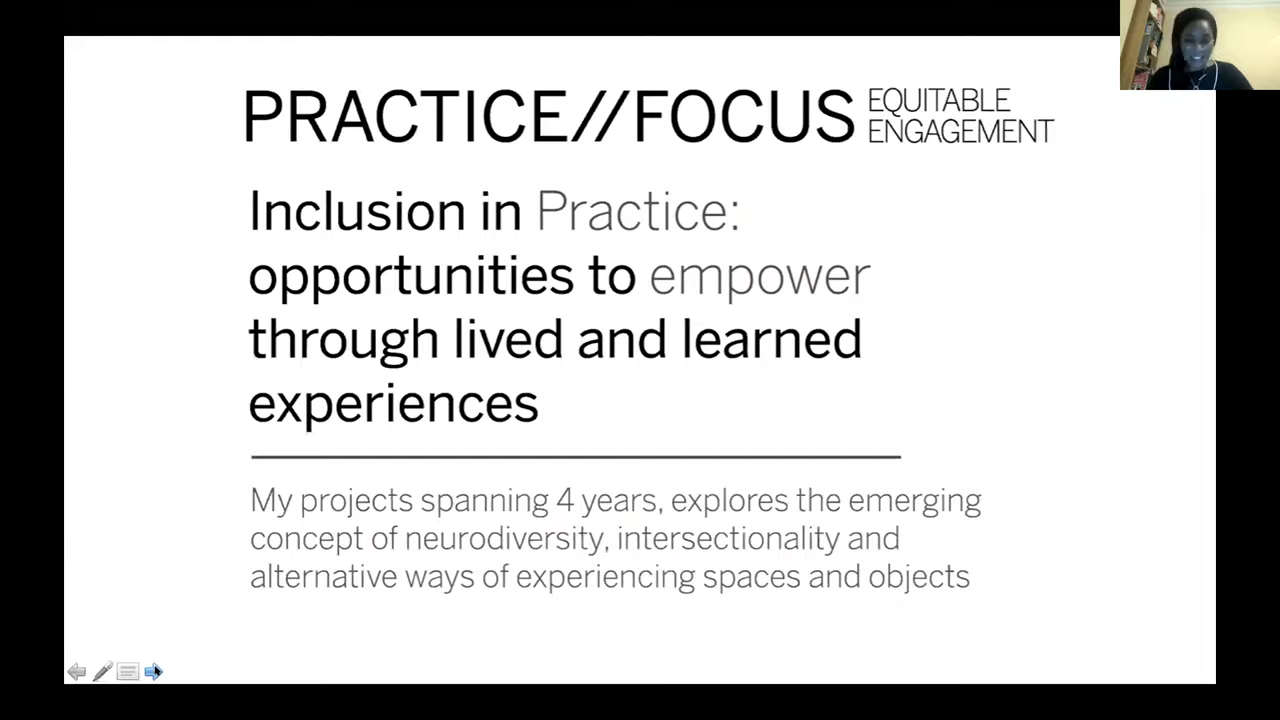 PRACTICE//FOCUS EQUITABLE
ENGAGEMENT
Inclusion in Practice:
opportunities to empower
through lived and learned
experiences
My projects spanning 4 years, explores the emerging
concept of neurodiversity, intersectionality and
alternative ways of experiencing spaces and objects